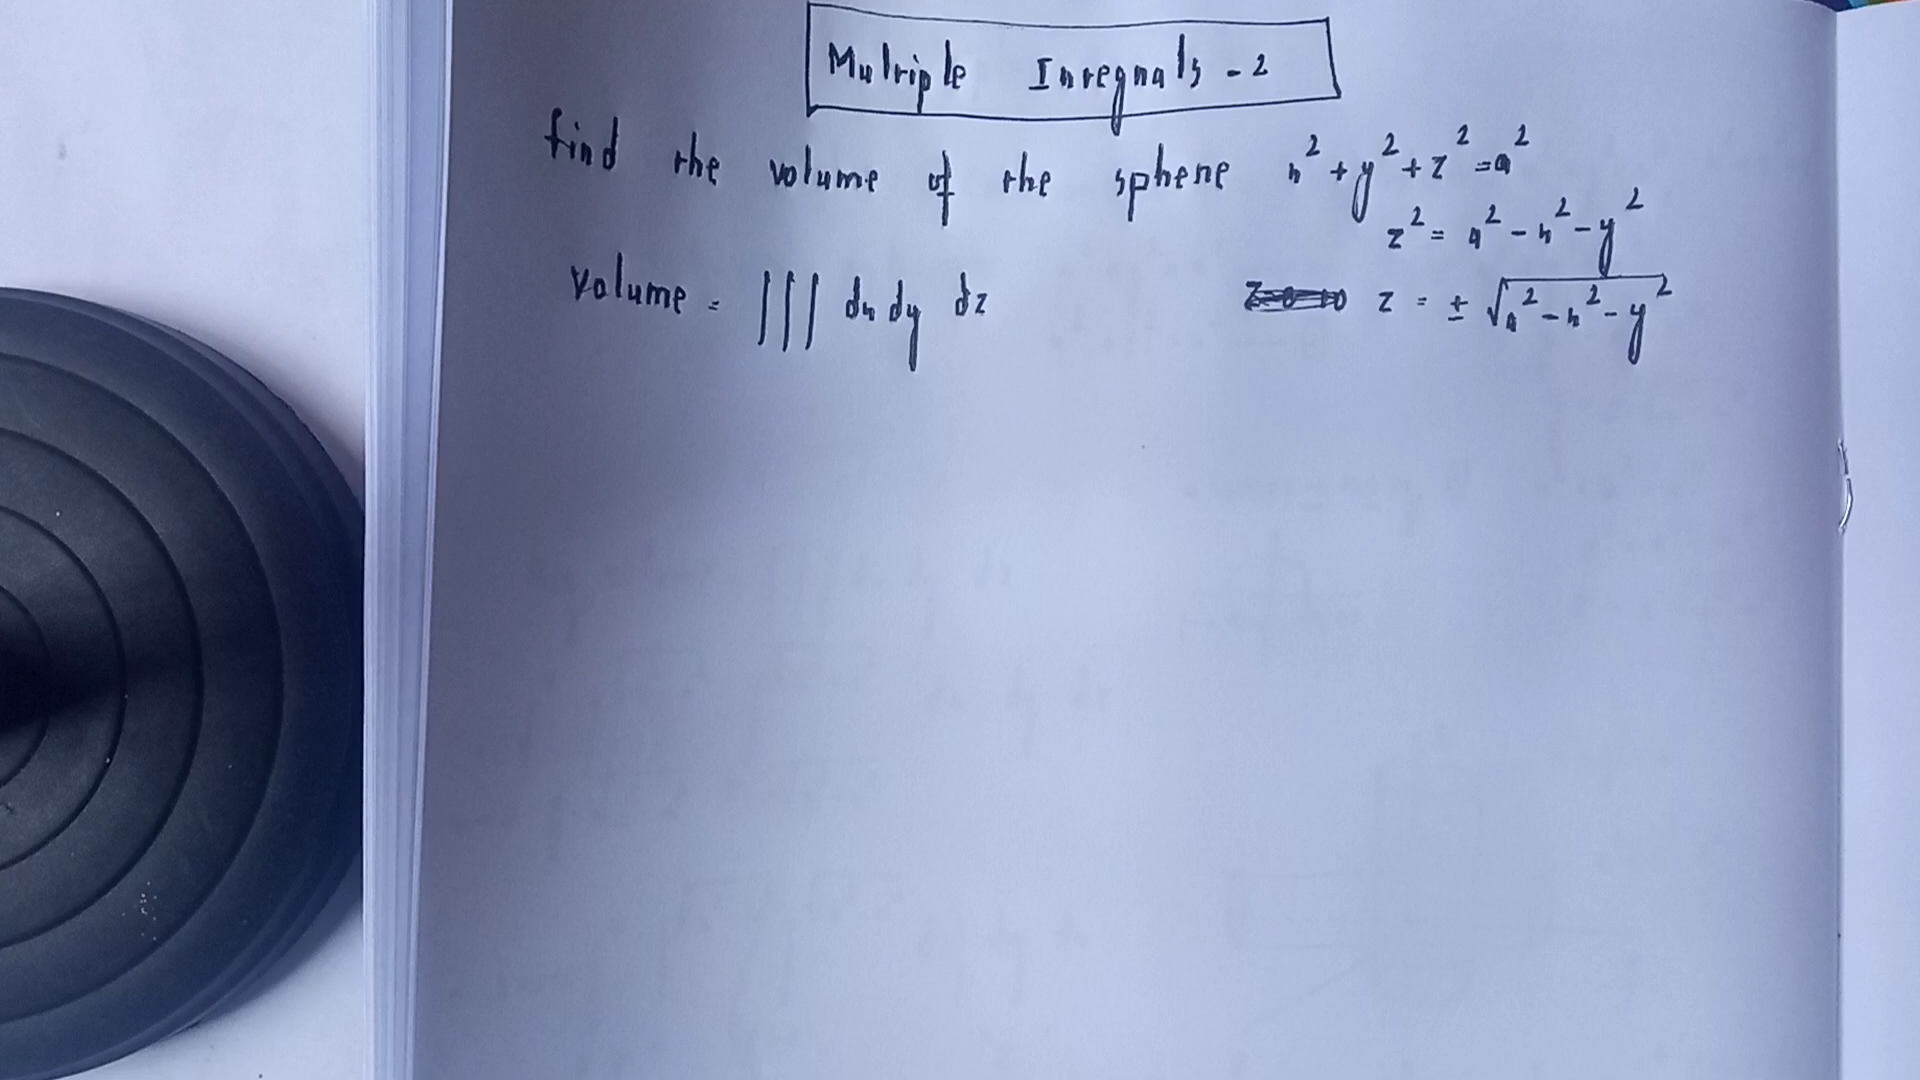 Multiple Integrals - 2
find the volume of the sphere x² + y² + z² = a²
z² = a² - x² - y²
volume = ∫∫∫ dx dy dz
z = ± √a² - x² - y²